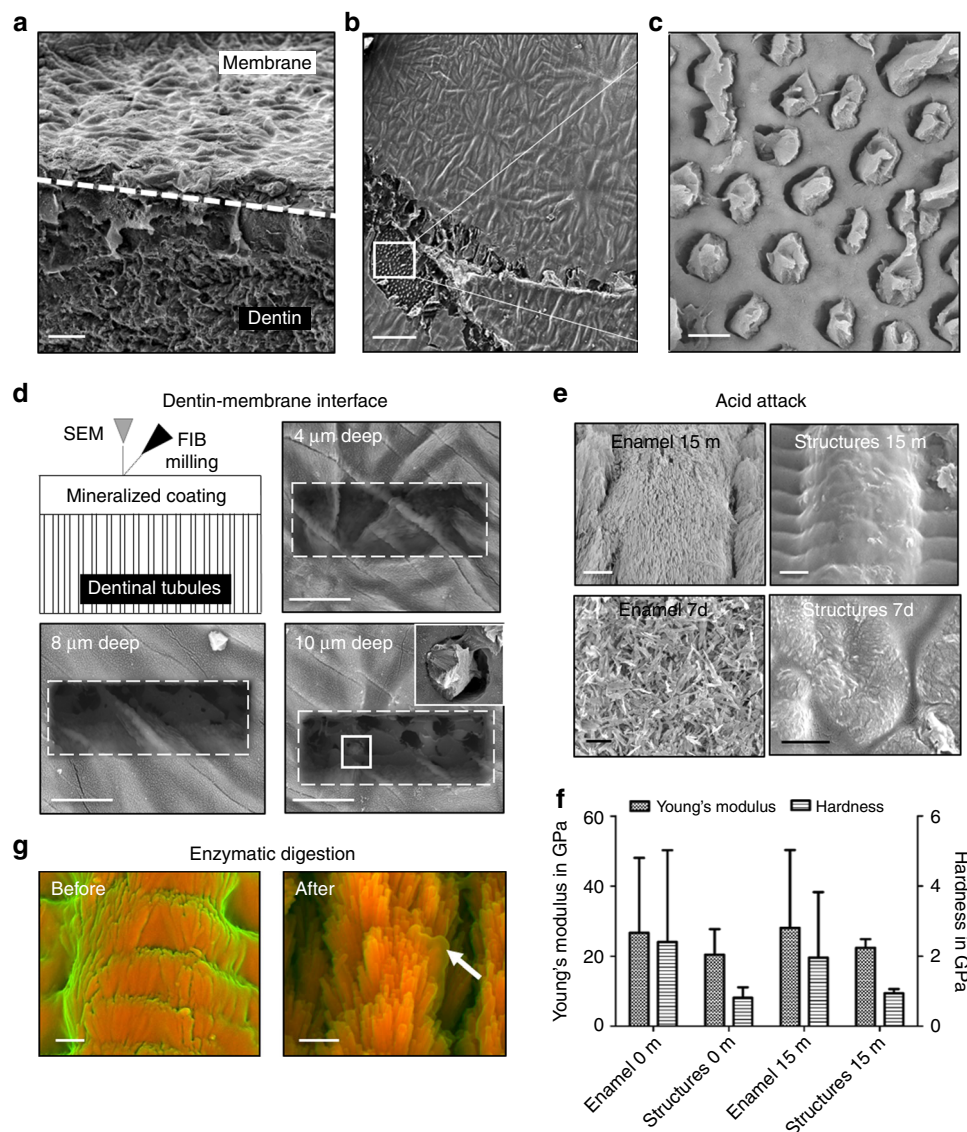 a
Membrane
Dentin
b
c
d
Dentin-membrane interface
SEM
FIB
milling
Mineralized coating
Dentinal tubules
4 μm deep
8 μm deep
10 μm deep
e
Acid attack
Enamel 15 m
Structures 15 m
Enamel 7d
Structures 7d
f
Young's modulus
Hardness
Young's modulus in GPa
60
40
20
0
Hardness in GPa
6
4
2
0
Enamel 0 m
Structures 0 m
Enamel 15 m
Structures 15 m
g
Enzymatic digestion
Before
After